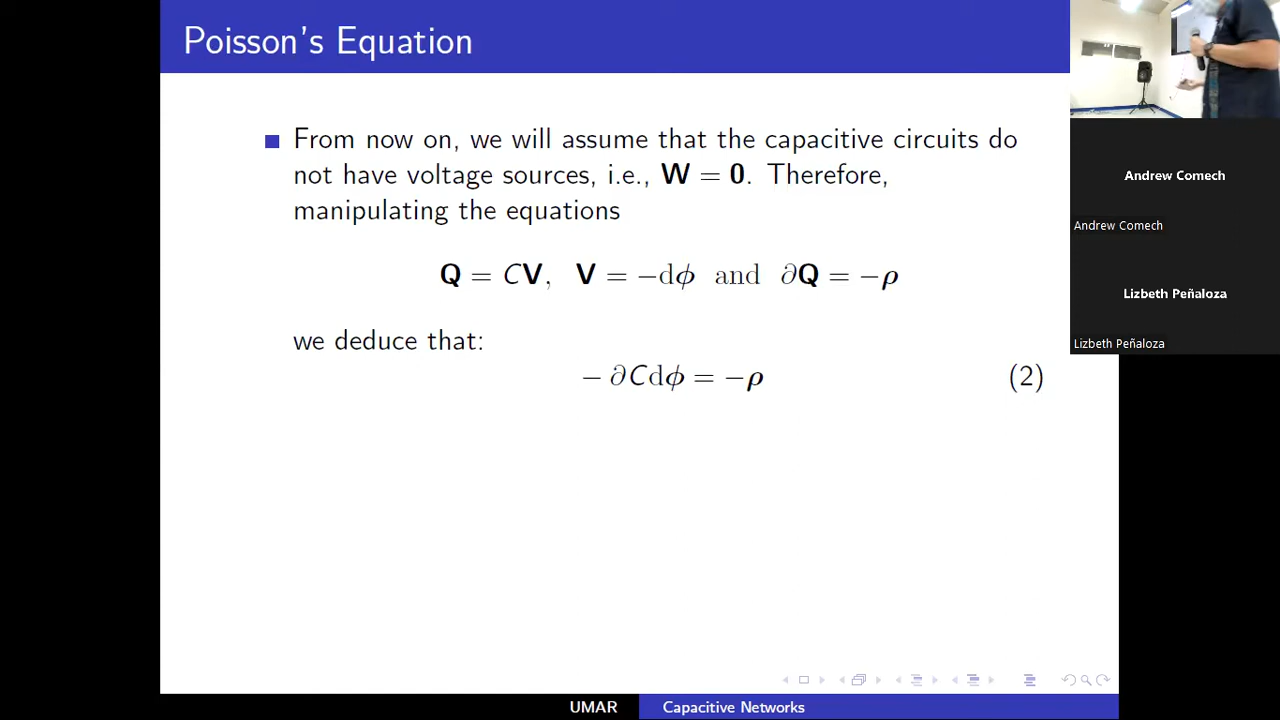 Poisson's Equation
From now on, we will assume that the capacitive circuits do
not have voltage sources, i.e., W = 0. Therefore,
manipulating the equations
Q = CV, V = −dϕ and ∂Q = −ρ
we deduce that:
− ∂Cdϕ = −ρ (2)
Andrew Comech
Andrew Comech
Lizbeth Peñaloza
Lizbeth Peñaloza
UMAR Capacitive Networks